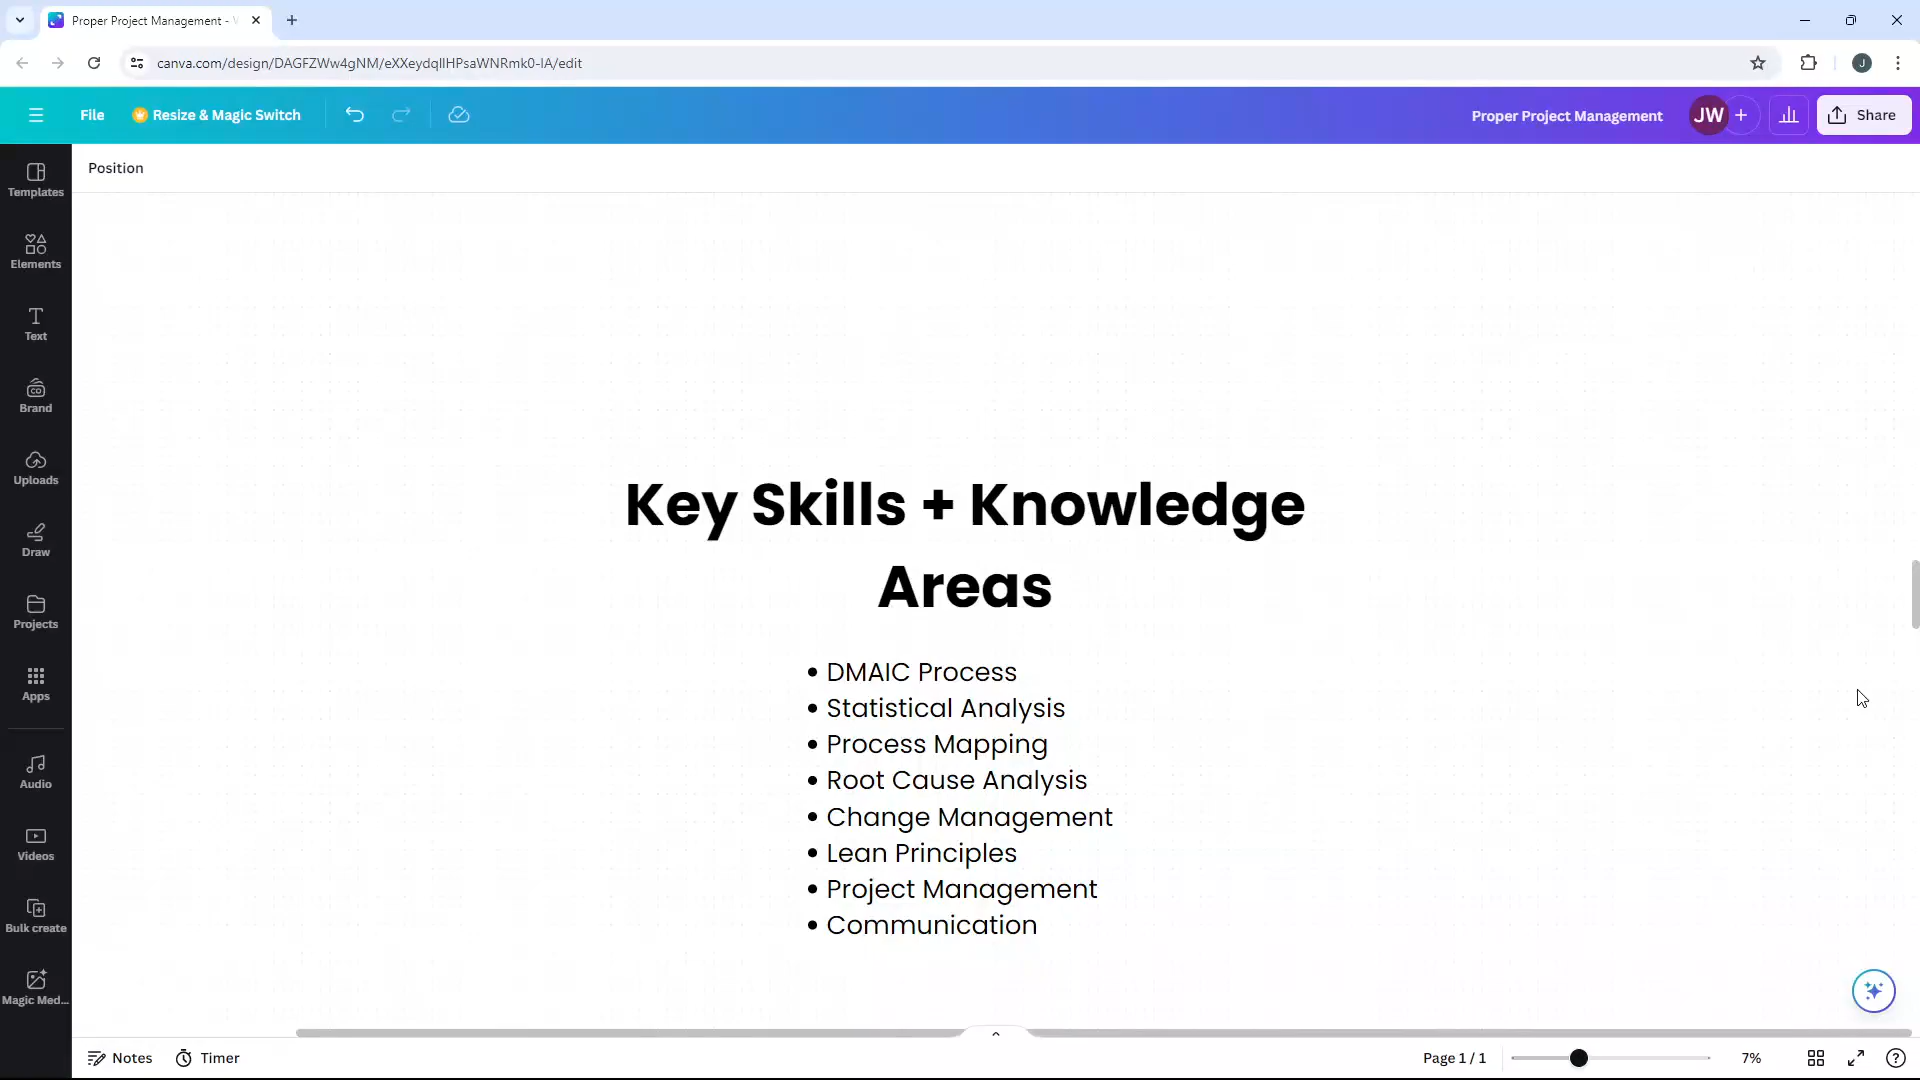 Proper Project Management -
canva.com/design/DAGFZWw4gNM/eXXeydqIlHPsaWNRmk0-lA/edit
J
File
Resize & Magic Switch
Proper Project Management
JW
+
Share
Position
Templates
Elements
Text
Brand
Uploads
Draw
Projects
Apps
Audio
Videos
Bulk create
Magic Med...
Key Skills + Knowledge
Areas
• DMAIC Process
• Statistical Analysis
• Process Mapping
• Root Cause Analysis
• Change Management
• Lean Principles
• Project Management
• Communication
Notes
Timer
Page 1 / 1
7%